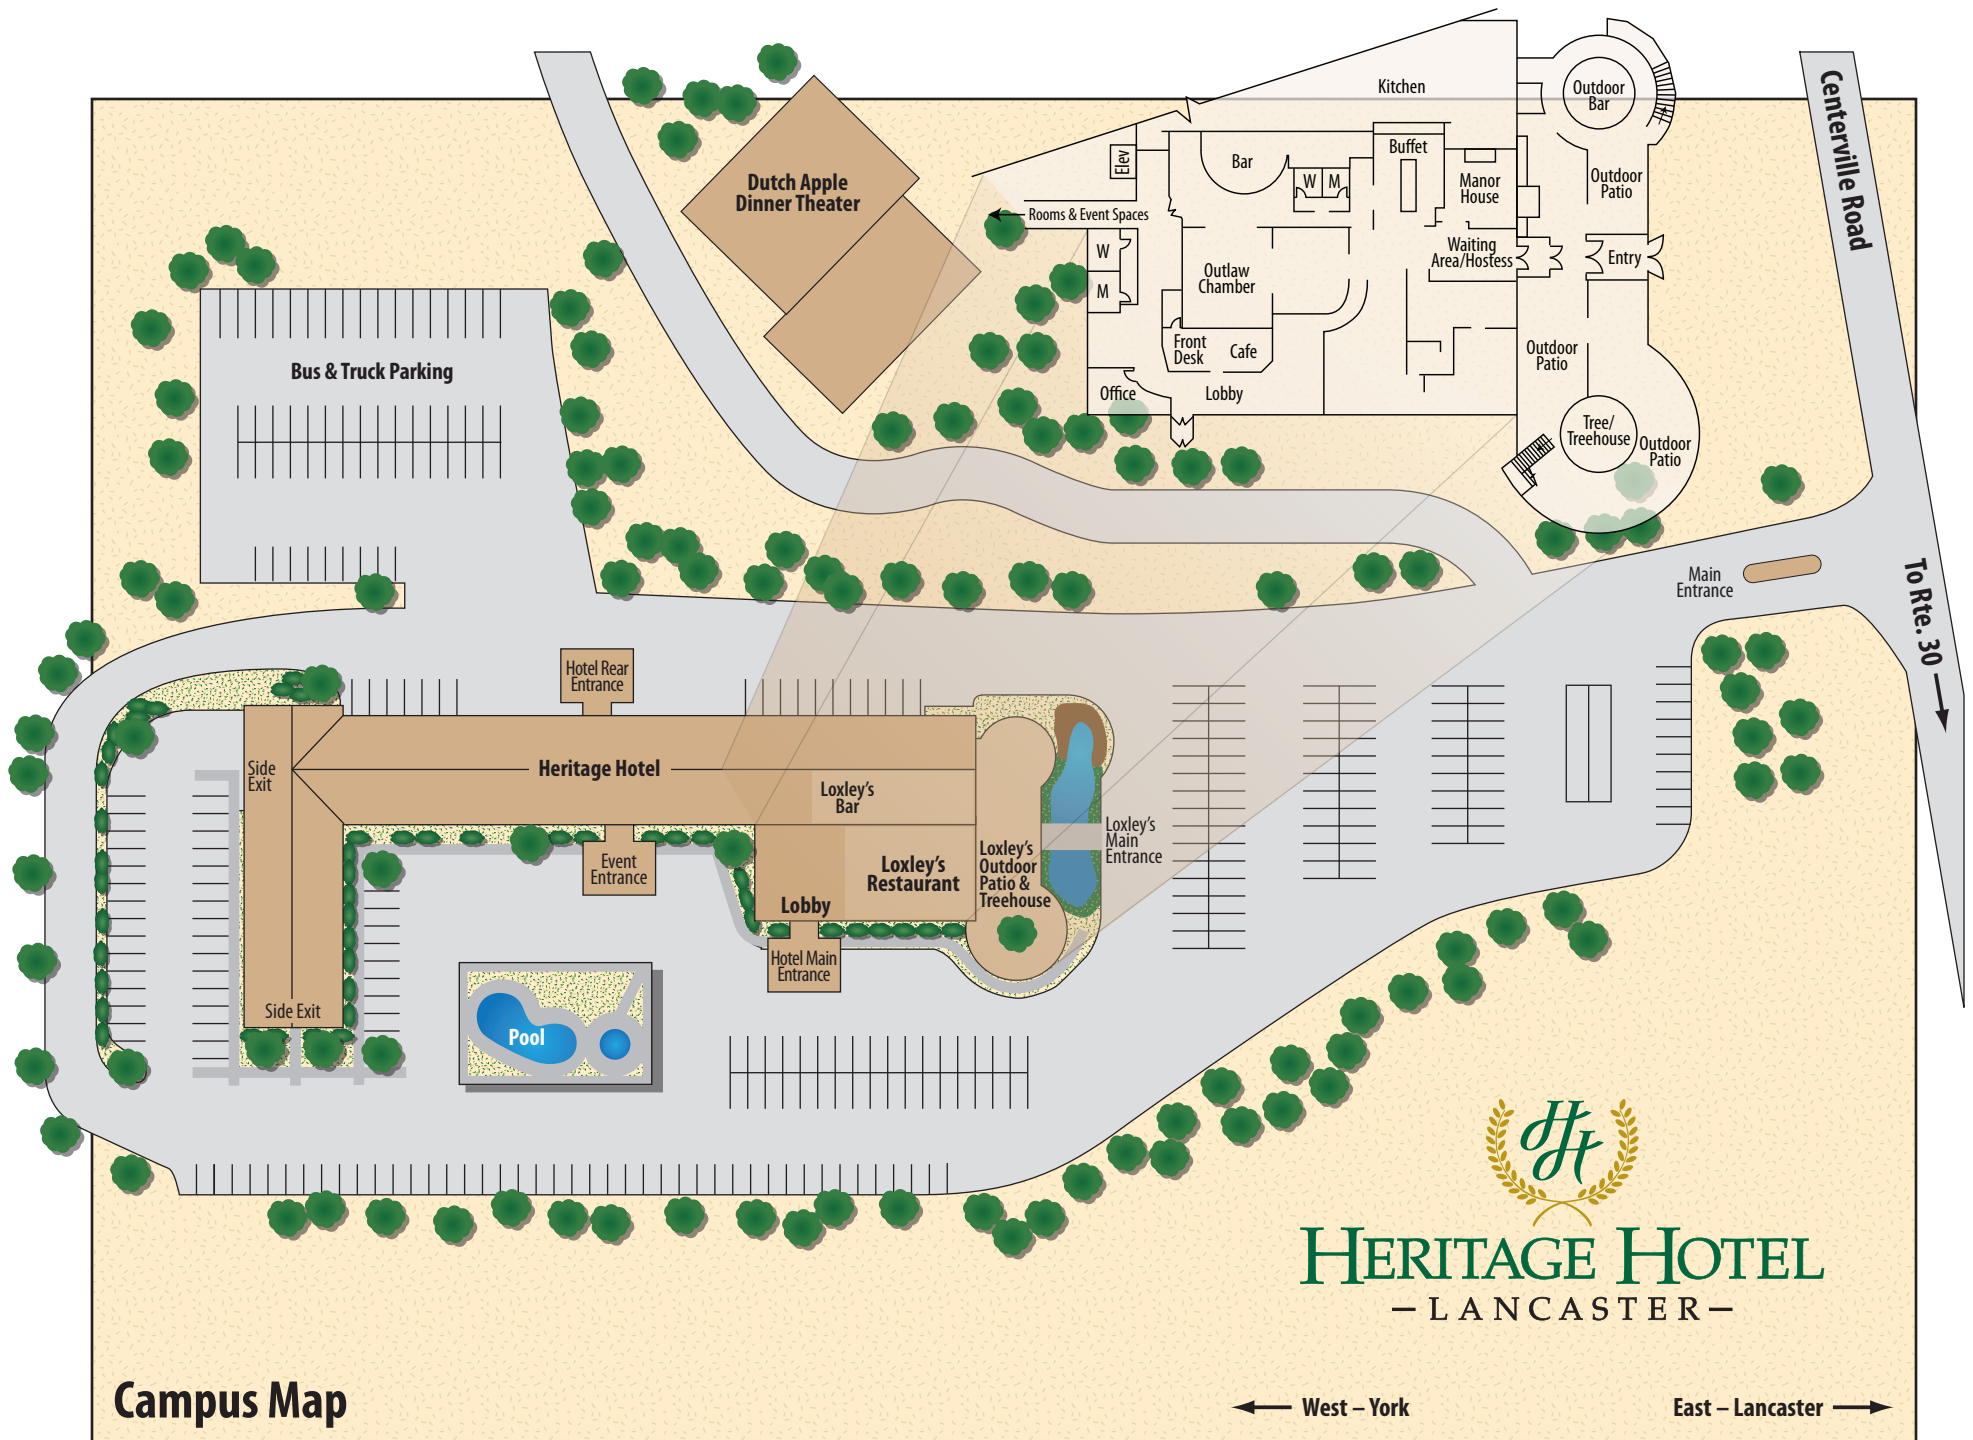 Kitchen
Outdoor
Bar
Centerville Road
Elev
Bar
Buffet
W M
Manor
House
Outdoor
Patio
Dutch Apple
Dinner Theater
Rooms & Event Spaces
W
M
Outlaw
Chamber
Waiting
Area/Hostess
Entry
Front
Desk
Cafe
Outdoor
Patio
Office
Lobby
Tree/
Treehouse
Outdoor
Patio
Bus & Truck Parking
Main
Entrance
To Rte. 30
Hotel Rear
Entrance
Side
Exit
Heritage Hotel
Loxley's
Bar
Loxley's
Main
Entrance
Event
Entrance
Loxley's
Restaurant
Loxley's
Outdoor
Patio &
Treehouse
Lobby
Hotel Main
Entrance
Side Exit
Pool
HH
HERITAGE HOTEL
– LANCASTER –
Campus Map
West – York
East – Lancaster